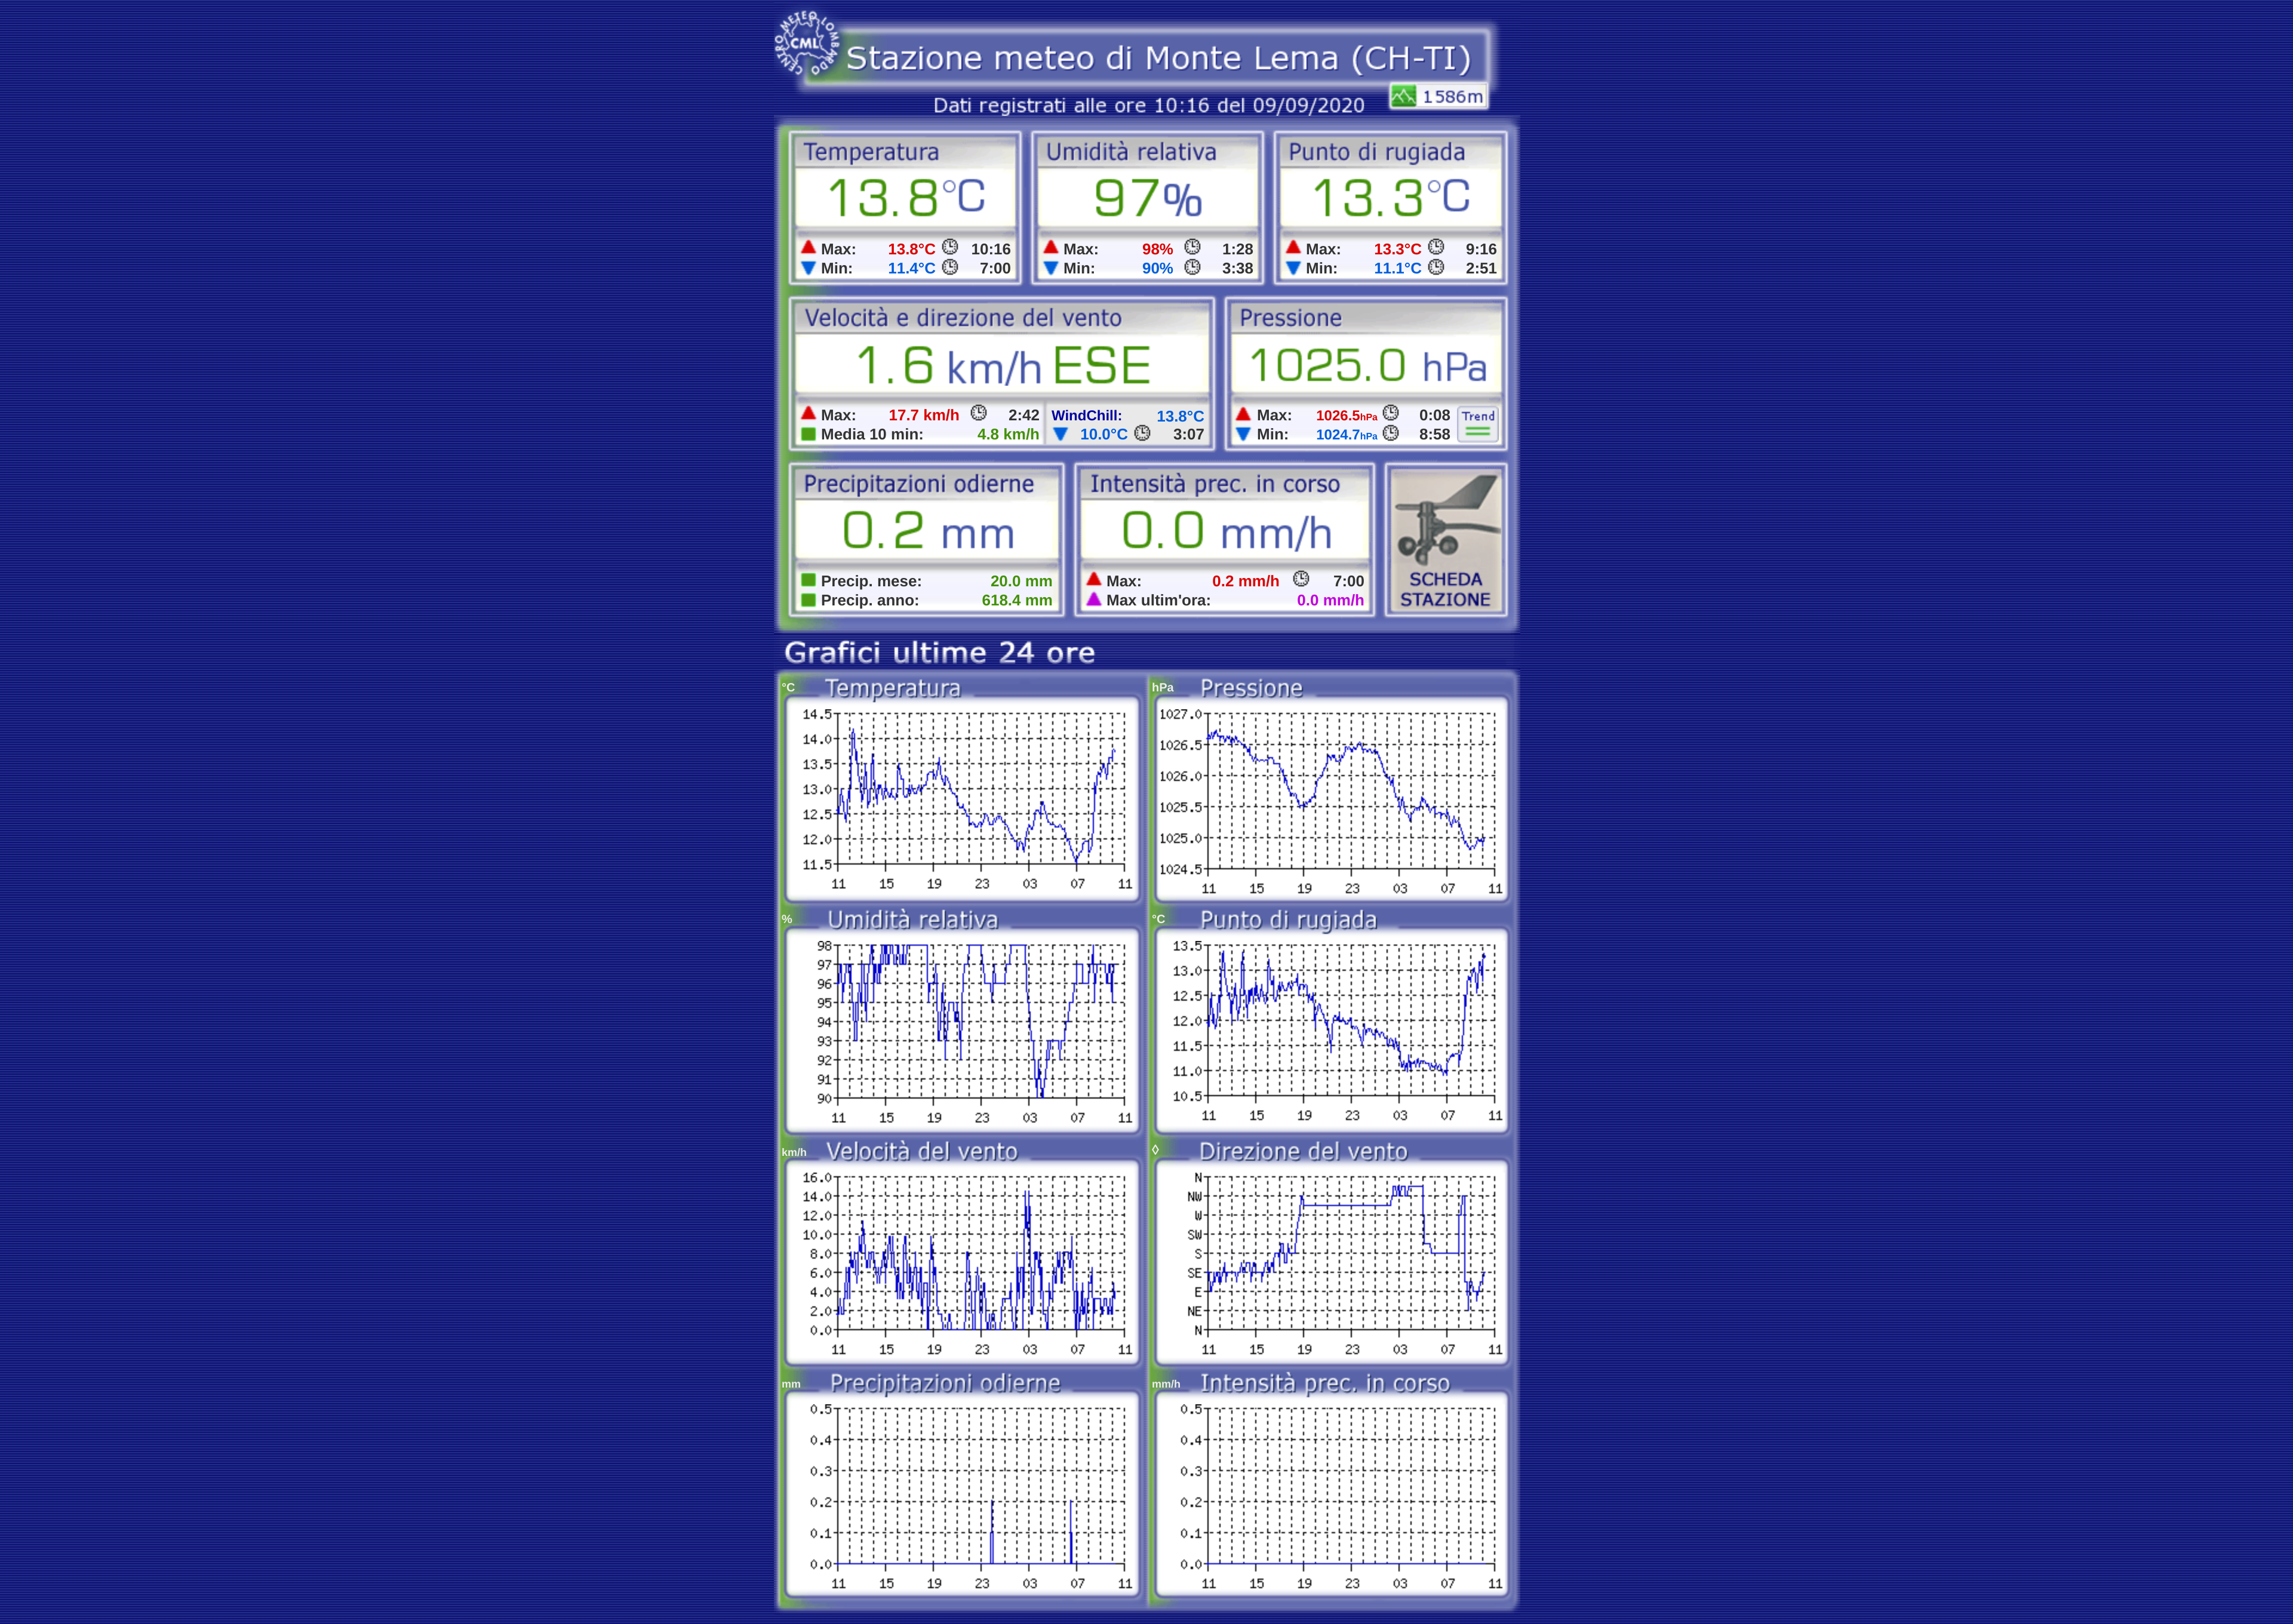 CENTRO METEO LOMBARDO
CML
Stazione meteo di Monte Lema (CH-TI)
1586m
Dati registrati alle ore 10:16 del 09/09/2020
Temperatura
13.8°C
Max: 13.8°C 10:16
Min: 11.4°C 7:00
Umidità relativa
97%
Max: 98% 1:28
Min: 90% 3:38
Punto di rugiada
13.3°C
Max: 13.3°C 9:16
Min: 11.1°C 2:51
Velocità e direzione del vento
1.6 km/h ESE
Max: 17.7 km/h 2:42
Media 10 min: 4.8 km/h
WindChill: 13.8°C
10.0°C 3:07
Pressione
1025.0 hPa
Max: 1026.5hPa 0:08
Min: 1024.7hPa 8:58
Trend
Precipitazioni odierne
0.2 mm
Precip. mese: 20.0 mm
Precip. anno: 618.4 mm
Intensità prec. in corso
0.0 mm/h
Max: 0.2 mm/h 7:00
Max ultim'ora: 0.0 mm/h
SCHEDA
STAZIONE
Grafici ultime 24 ore
°C Temperatura
14.5
14.0
13.5
13.0
12.5
12.0
11.5
11 15 19 23 03 07 11
hPa Pressione
1027.0
1026.5
1026.0
1025.5
1025.0
1024.5
11 15 19 23 03 07 11
% Umidità relativa
98
97
96
95
94
93
92
91
90
11 15 19 23 03 07 11
°C Punto di rugiada
13.5
13.0
12.5
12.0
11.5
11.0
10.5
11 15 19 23 03 07 11
km/h Velocità del vento
16.0
14.0
12.0
10.0
8.0
6.0
4.0
2.0
0.0
11 15 19 23 03 07 11
◊ Direzione del vento
N
NW
W
SW
S
SE
E
NE
N
11 15 19 23 03 07 11
mm Precipitazioni odierne
0.5
0.4
0.3
0.2
0.1
0.0
11 15 19 23 03 07 11
mm/h Intensità prec. in corso
0.5
0.4
0.3
0.2
0.1
0.0
11 15 19 23 03 07 11